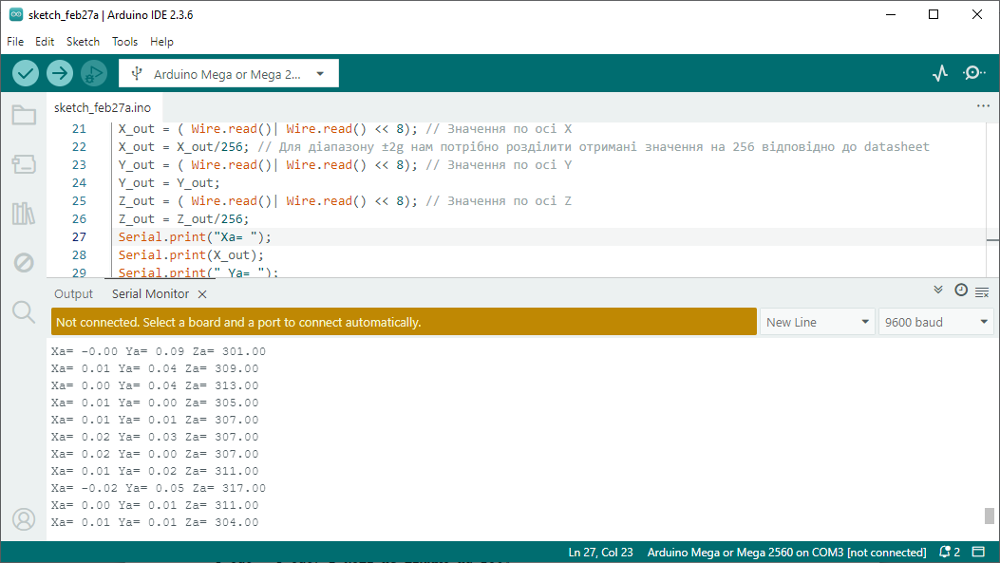 sketch_feb27a | Arduino IDE 2.3.6
File Edit Sketch Tools Help
Arduino Mega or Mega 2...
sketch_feb27a.ino
21 X_out = ( Wire.read()| Wire.read() << 8); // Значення по осі X
22 X_out = X_out/256; // Для діапазону ±2g нам потрібно розділити отримані значення на 256 відповідно до datasheet
23 Y_out = ( Wire.read()| Wire.read() << 8); // Значення по осі Y
24 Y_out = Y_out;
25 Z_out = ( Wire.read()| Wire.read() << 8); // Значення по осі Z
26 Z_out = Z_out/256;
27 Serial.print("Xa= ");
28 Serial.print(X_out);
29 Serial.print(" Ya= ");
Output Serial Monitor
Not connected. Select a board and a port to connect automatically.
New Line
9600 baud
Xa= -0.00 Ya= 0.09 Za= 301.00
Xa= 0.01 Ya= 0.04 Za= 309.00
Xa= 0.00 Ya= 0.04 Za= 313.00
Xa= 0.01 Ya= 0.00 Za= 305.00
Xa= 0.01 Ya= 0.01 Za= 307.00
Xa= 0.02 Ya= 0.03 Za= 307.00
Xa= 0.02 Ya= 0.00 Za= 307.00
Xa= 0.01 Ya= 0.02 Za= 311.00
Xa= -0.02 Ya= 0.05 Za= 317.00
Xa= 0.00 Ya= 0.01 Za= 311.00
Xa= 0.01 Ya= 0.01 Za= 304.00
Ln 27, Col 23 Arduino Mega or Mega 2560 on COM3 [not connected] 2